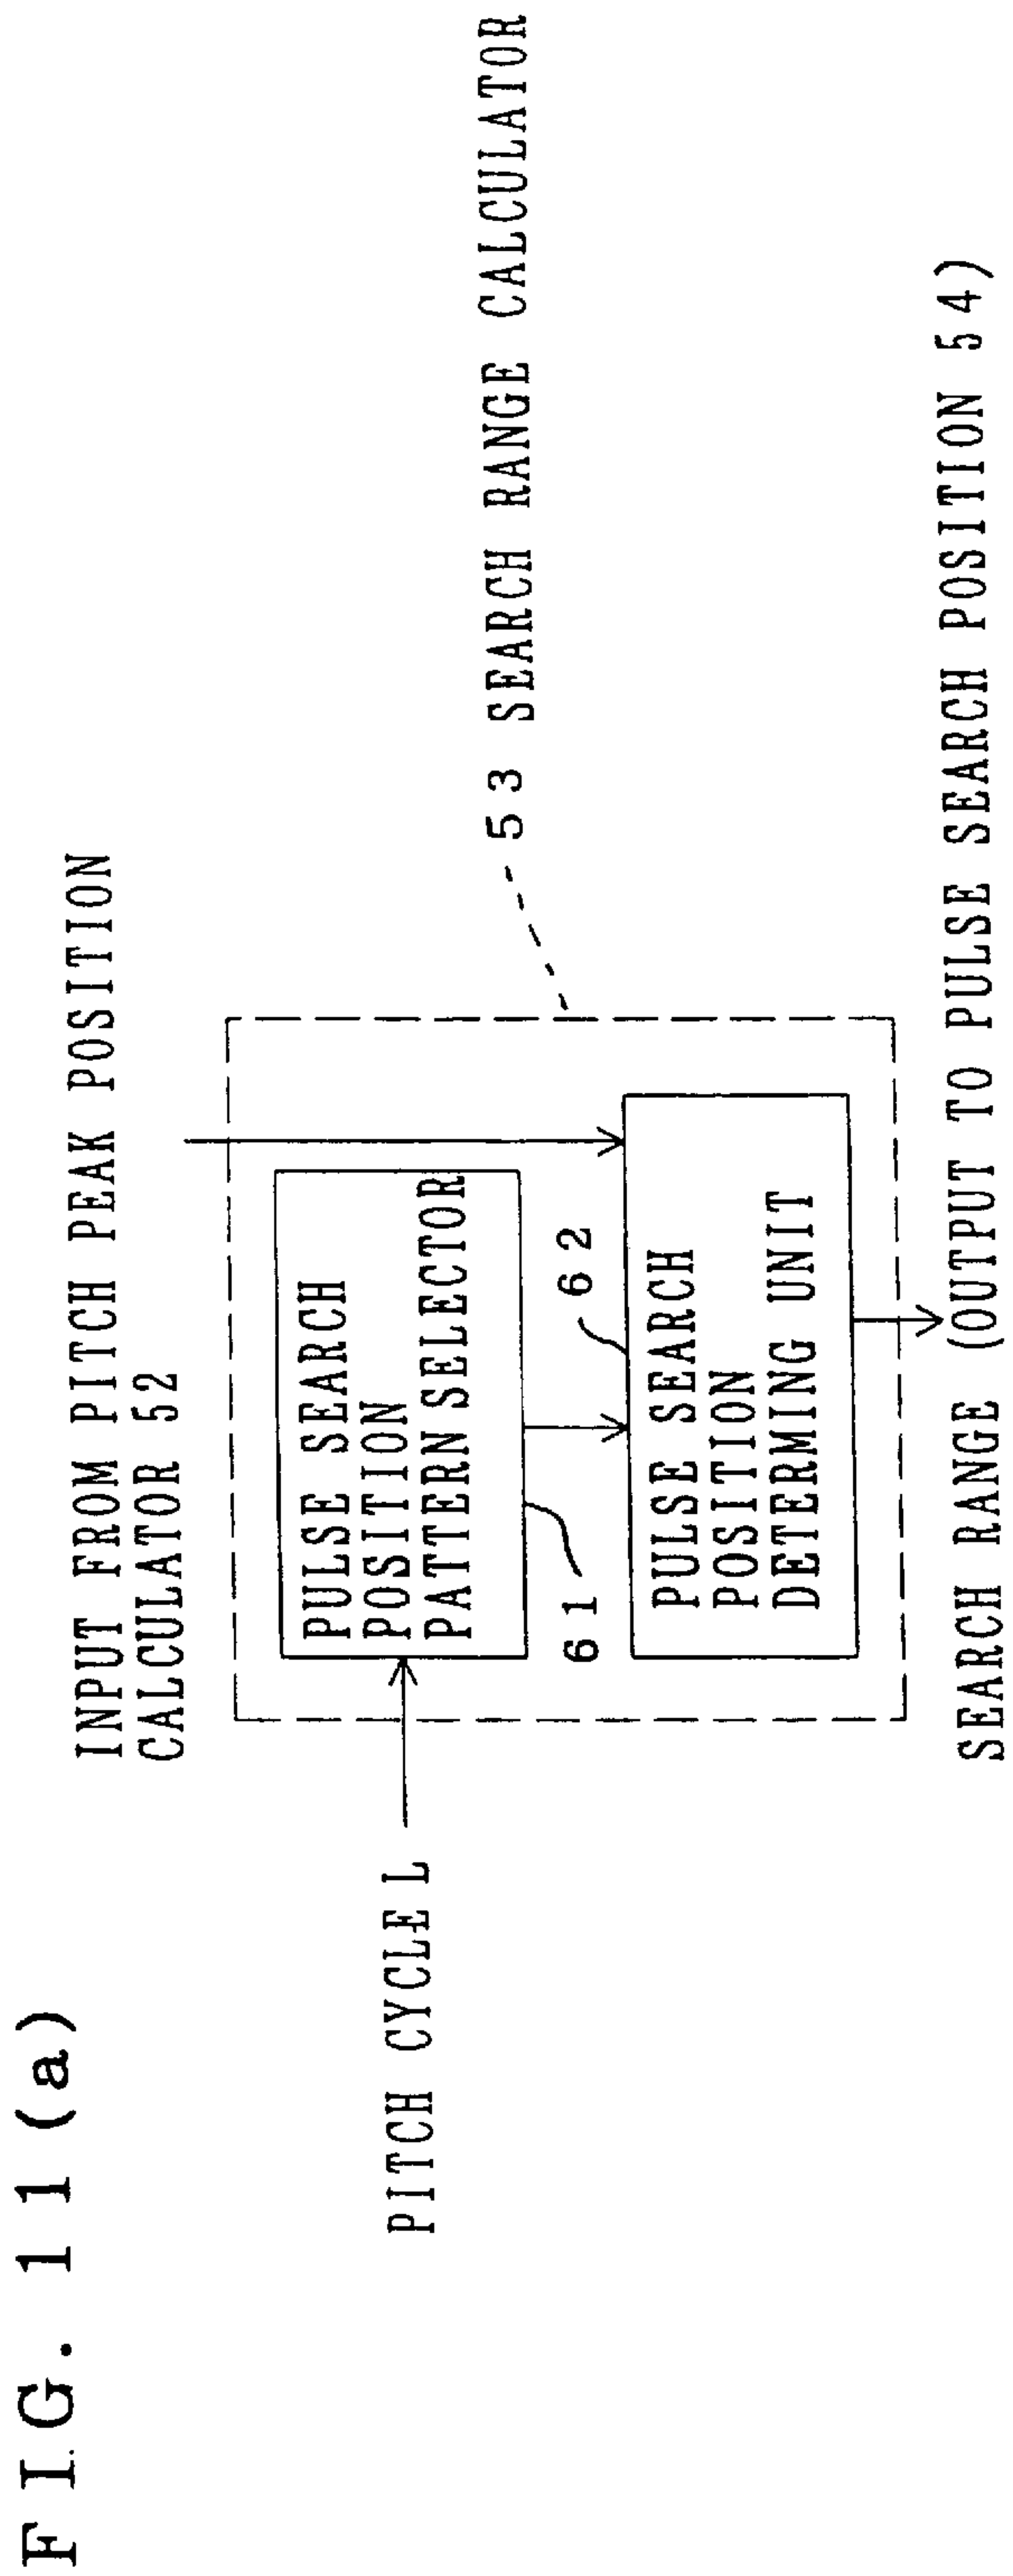 FIG. 11 (a)
INPUT FROM PITCH PEAK POSITION
CALCULATOR 52
PITCH CYCLE L
PULSE SEARCH
POSITION
PATTERN SELECTOR
61
62
PULSE SEARCH
POSITION
DETERMING UNIT
53 SEARCH RANGE CALCULATOR
SEARCH RANGE (OUTPUT TO PULSE SEARCH POSITION 54)